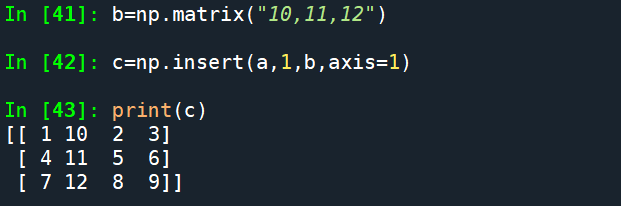 In [41]: b=np.matrix("10,11,12")
In [42]: c=np.insert(a,1,b,axis=1)
In [43]: print(c)
[[ 1 10  2  3]
 [ 4 11  5  6]
 [ 7 12  8  9]]